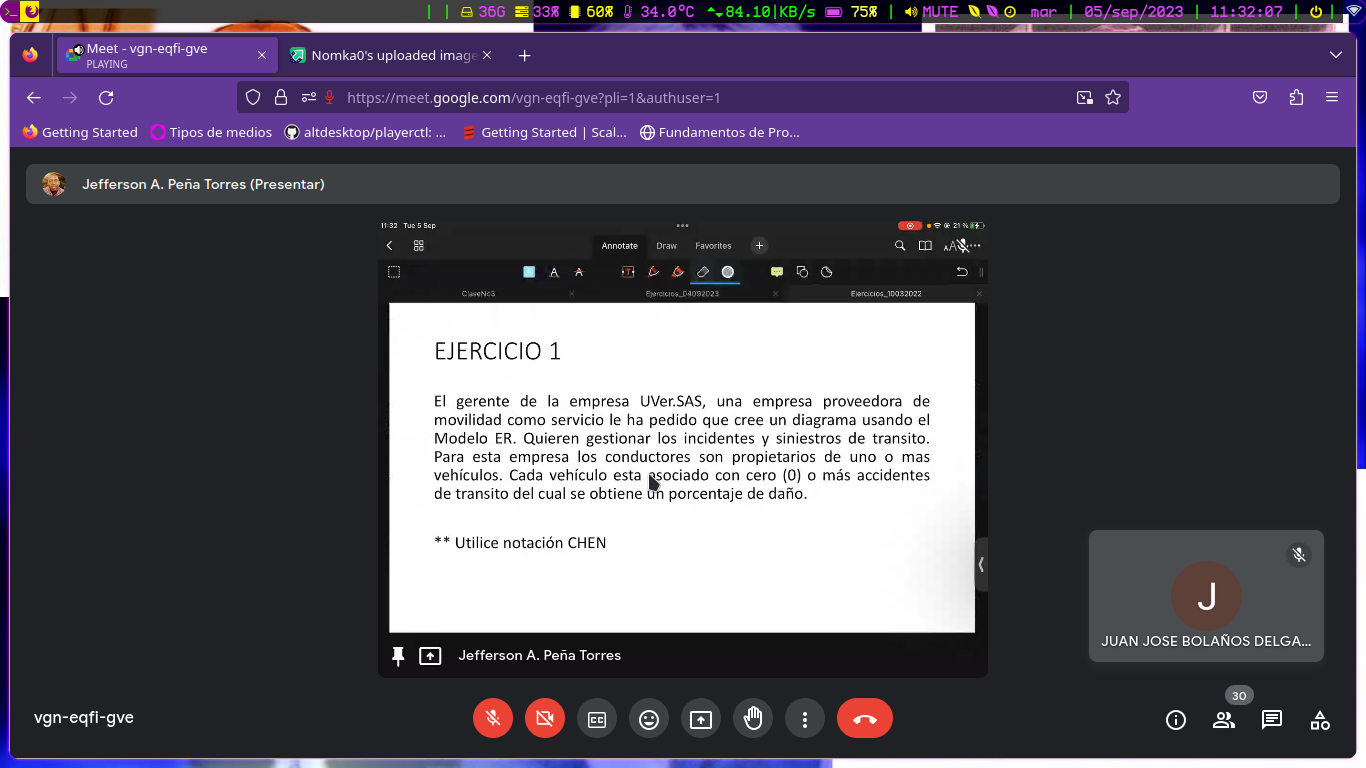 36G 33% 60% 34.0°C 84.10|KB/s 75% MUTE mar | 05/sep/2023 | 11:32:07
Meet - vgn-eqfi-gve
PLAYING
Nomka0's uploaded image
https://meet.google.com/vgn-eqfi-gve?pli=1&authuser=1
Getting Started Tipos de medios altdesktop/playerctl: ... Getting Started | Scal... Fundamentos de Pro...
Jefferson A. Peña Torres (Presentar)
11:32 Tue 5 Sep 21 %
Annotate Draw Favorites
ClaseNo3 Ejercicios_04092023 Ejercicios_10032022
EJERCICIO 1
El gerente de la empresa UVer.SAS, una empresa proveedora de
movilidad como servicio le ha pedido que cree un diagrama usando el
Modelo ER. Quieren gestionar los incidentes y siniestros de transito.
Para esta empresa los conductores son propietarios de uno o mas
vehículos. Cada vehículo esta asociado con cero (0) o más accidentes
de transito del cual se obtiene un porcentaje de daño.
** Utilice notación CHEN
J
JUAN JOSE BOLAÑOS DELGA...
Jefferson A. Peña Torres
vgn-eqfi-gve
30